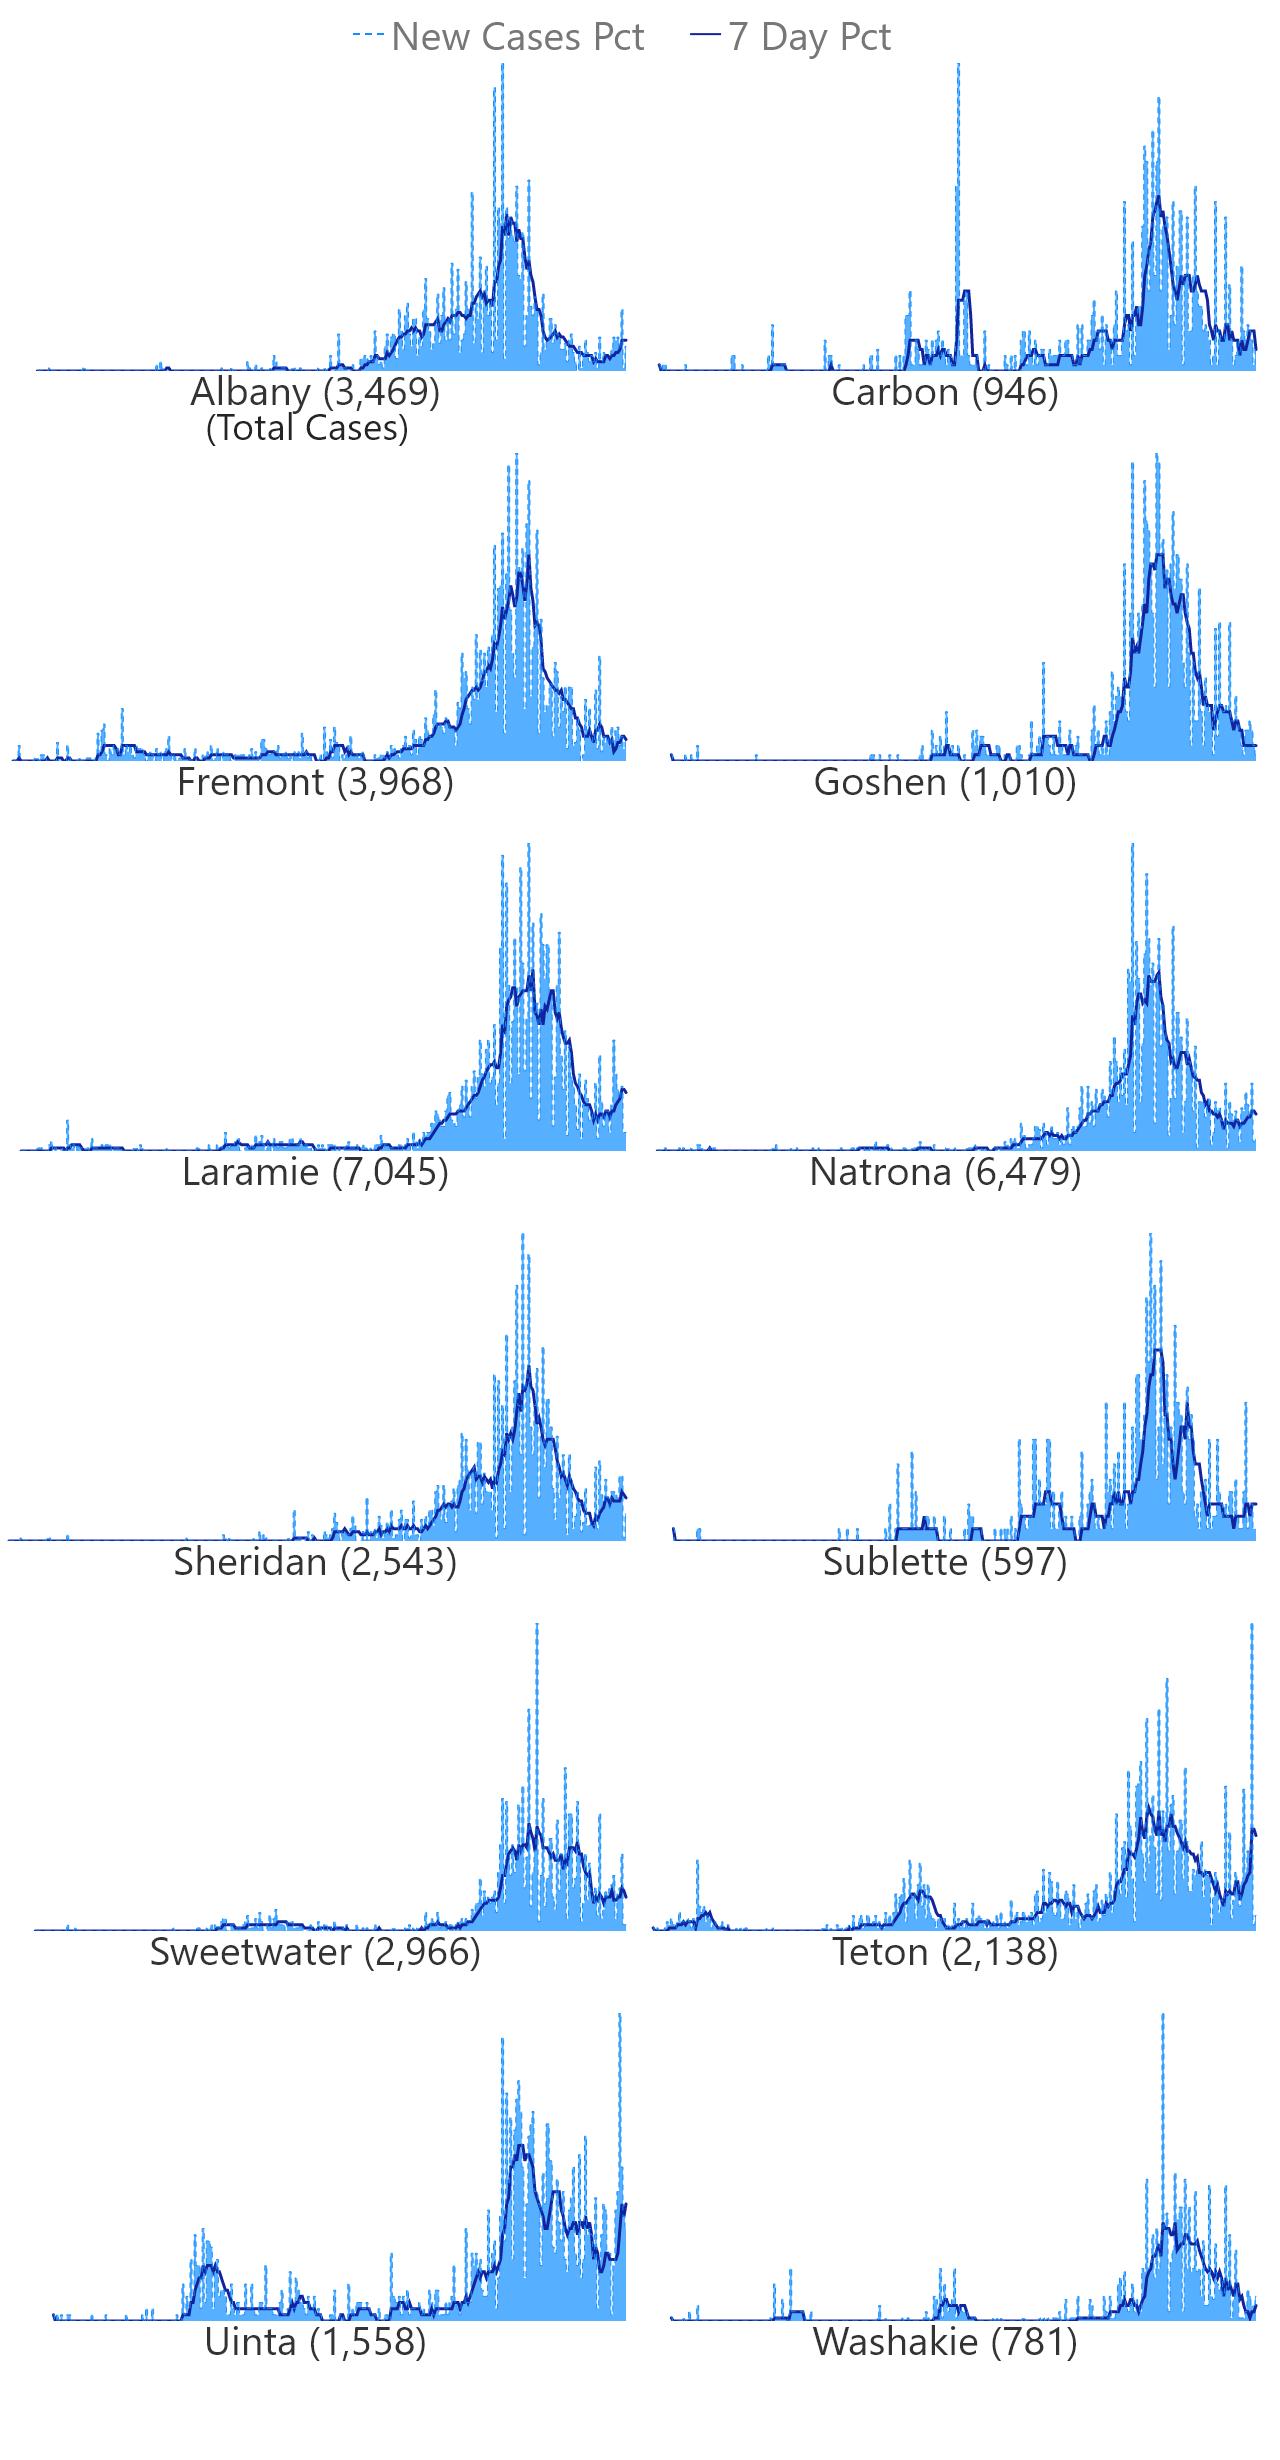 New Cases Pct 7 Day Pct
Albany (3,469) Carbon (946)
(Total Cases)
Fremont (3,968) Goshen (1,010)
Laramie (7,045) Natrona (6,479)
Sheridan (2,543) Sublette (597)
Sweetwater (2,966) Teton (2,138)
Uinta (1,558) Washakie (781)